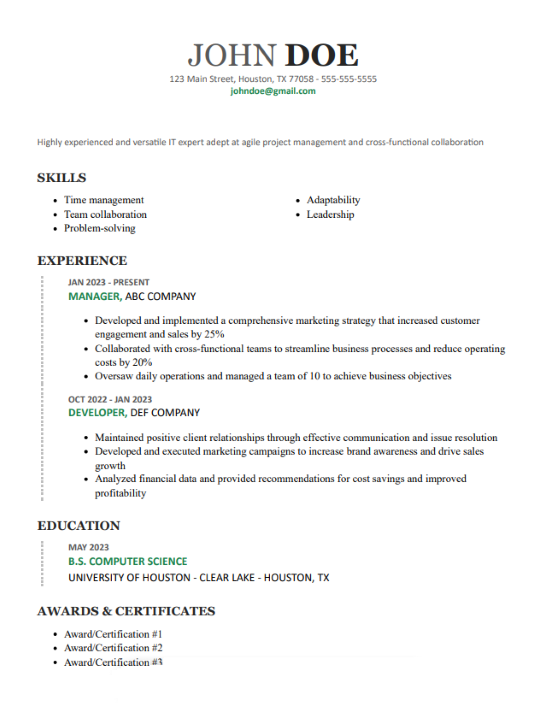 JOHN DOE
123 Main Street, Houston, TX 77058 - 555-555-5555
johndoe@gmail.com
Highly experienced and versatile IT expert adept at agile project management and cross-functional collaboration
SKILLS
• Time management
• Team collaboration
• Problem-solving
• Adaptability
• Leadership
EXPERIENCE
JAN 2023 - PRESENT
MANAGER, ABC COMPANY
• Developed and implemented a comprehensive marketing strategy that increased customer
engagement and sales by 25%
• Collaborated with cross-functional teams to streamline business processes and reduce operating
costs by 20%
• Oversaw daily operations and managed a team of 10 to achieve business objectives
OCT 2022 - JAN 2023
DEVELOPER, DEF COMPANY
• Maintained positive client relationships through effective communication and issue resolution
• Developed and executed marketing campaigns to increase brand awareness and drive sales
growth
• Analyzed financial data and provided recommendations for cost savings and improved
profitability
EDUCATION
MAY 2023
B.S. COMPUTER SCIENCE
UNIVERSITY OF HOUSTON - CLEAR LAKE - HOUSTON, TX
AWARDS & CERTIFICATES
• Award/Certification #1
• Award/Certification #2
• Award/Certification #3